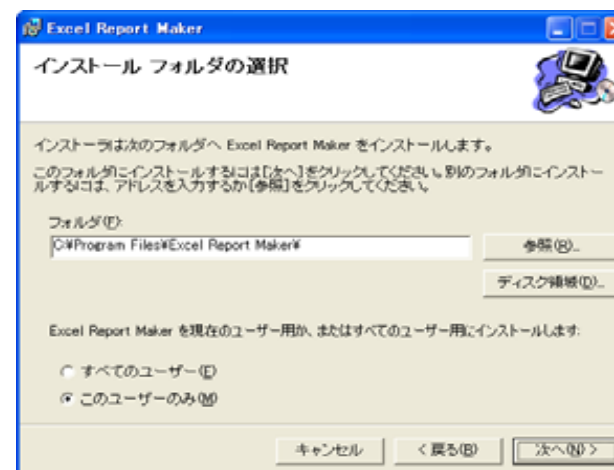 Excel Report Maker
インストール フォルダの選択
インストーラは次のフォルダへ Excel Report Maker をインストールします。
このフォルダにインストールするには[次へ]をクリックしてください。別のフォルダにインストー
ルするには、アドレスを入力するか[参照]をクリックしてください。
フォルダ(F):
C:¥Program Files¥Excel Report Maker¥
参照(R)...
ディスク領域(D)...
Excel Report Maker を現在のユーザー用か、またはすべてのユーザー用にインストールします:
すべてのユーザー(E)
このユーザーのみ(M)
キャンセル
< 戻る(B)
次へ(N) >